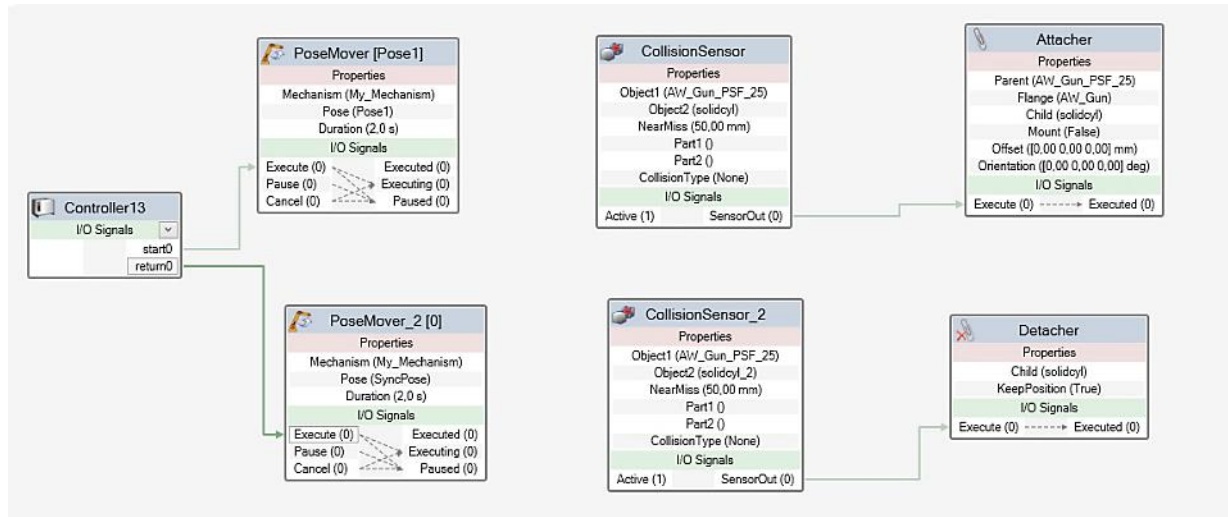 PoseMover [Pose1]
Properties
Mechanism (My_Mechanism)
Pose (Pose1)
Duration (2,0 s)
I/O Signals
Execute (0) Executed (0)
Pause (0) Executing (0)
Cancel (0) Paused (0)
CollisionSensor
Properties
Object1 (AW_Gun_PSF_25)
Object2 (solidcyl)
NearMiss (50,00 mm)
Part1 ()
Part2 ()
CollisionType (None)
I/O Signals
Active (1) SensorOut (0)
Attacher
Properties
Parent (AW_Gun_PSF_25)
Flange (AW_Gun)
Child (solidcyl)
Mount (False)
Offset ([0,00 0,00 0,00] mm)
Orientation ([0,00 0,00 0,00] deg)
I/O Signals
Execute (0) Executed (0)
Controller13
I/O Signals
start0
return0
PoseMover_2 [0]
Properties
Mechanism (My_Mechanism)
Pose (SyncPose)
Duration (2,0 s)
I/O Signals
Execute (0) Executed (0)
Pause (0) Executing (0)
Cancel (0) Paused (0)
CollisionSensor_2
Properties
Object1 (AW_Gun_PSF_25)
Object2 (solidcyl_2)
NearMiss (50,00 mm)
Part1 ()
Part2 ()
CollisionType (None)
I/O Signals
Active (1) SensorOut (0)
Detacher
Properties
Child (solidcyl)
KeepPosition (True)
I/O Signals
Execute (0) Executed (0)